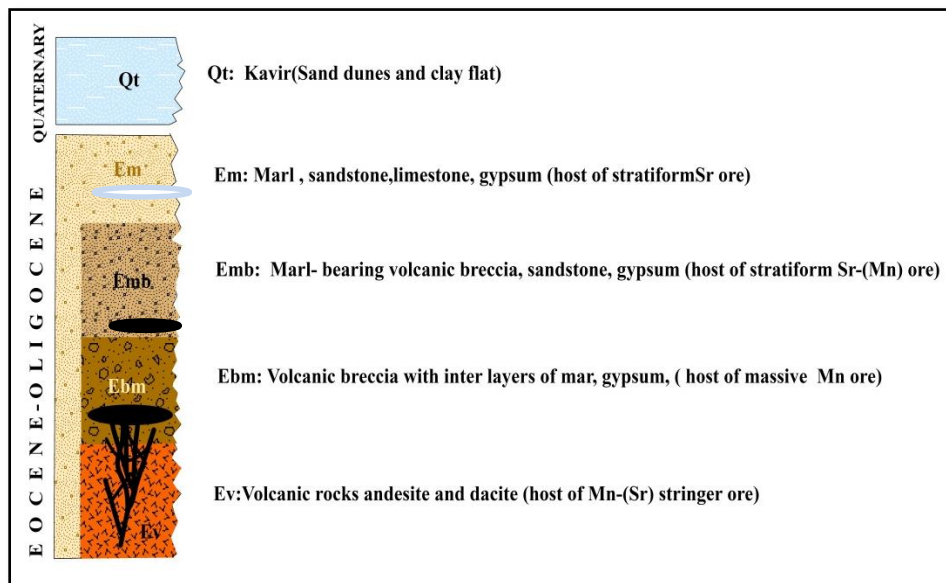 QUATERNARY
Qt
Qt: Kavir(Sand dunes and clay flat)
EOCENE-OLIGOCENE
Em
Em: Marl , sandstone,limestone, gypsum (host of stratiformSr ore)
Emb
Emb: Marl- bearing volcanic breccia, sandstone, gypsum (host of stratiform Sr-(Mn) ore)
Ebm
Ebm: Volcanic breccia with inter layers of mar, gypsum, ( host of massive Mn ore)
Ev
Ev:Volcanic rocks andesite and dacite (host of Mn-(Sr) stringer ore)